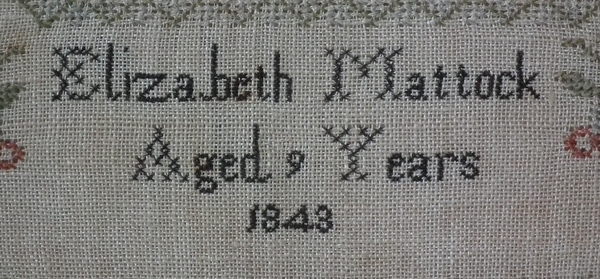 Elizabeth Mattock
Aged 9 Years
1843